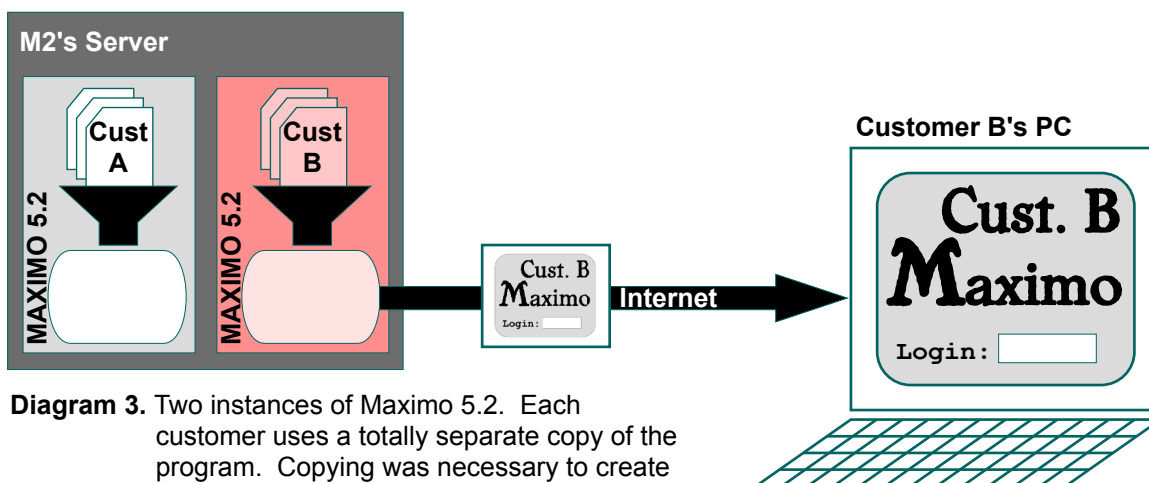 M2's Server
Cust
A
MAXIMO 5.2
Cust
B
MAXIMO 5.2
Cust. B
Maximo
Login:
Internet
Customer B's PC
Cust. B
Maximo
Login:
Diagram 3. Two instances of Maximo 5.2. Each
customer uses a totally separate copy of the
program. Copying was necessary to create